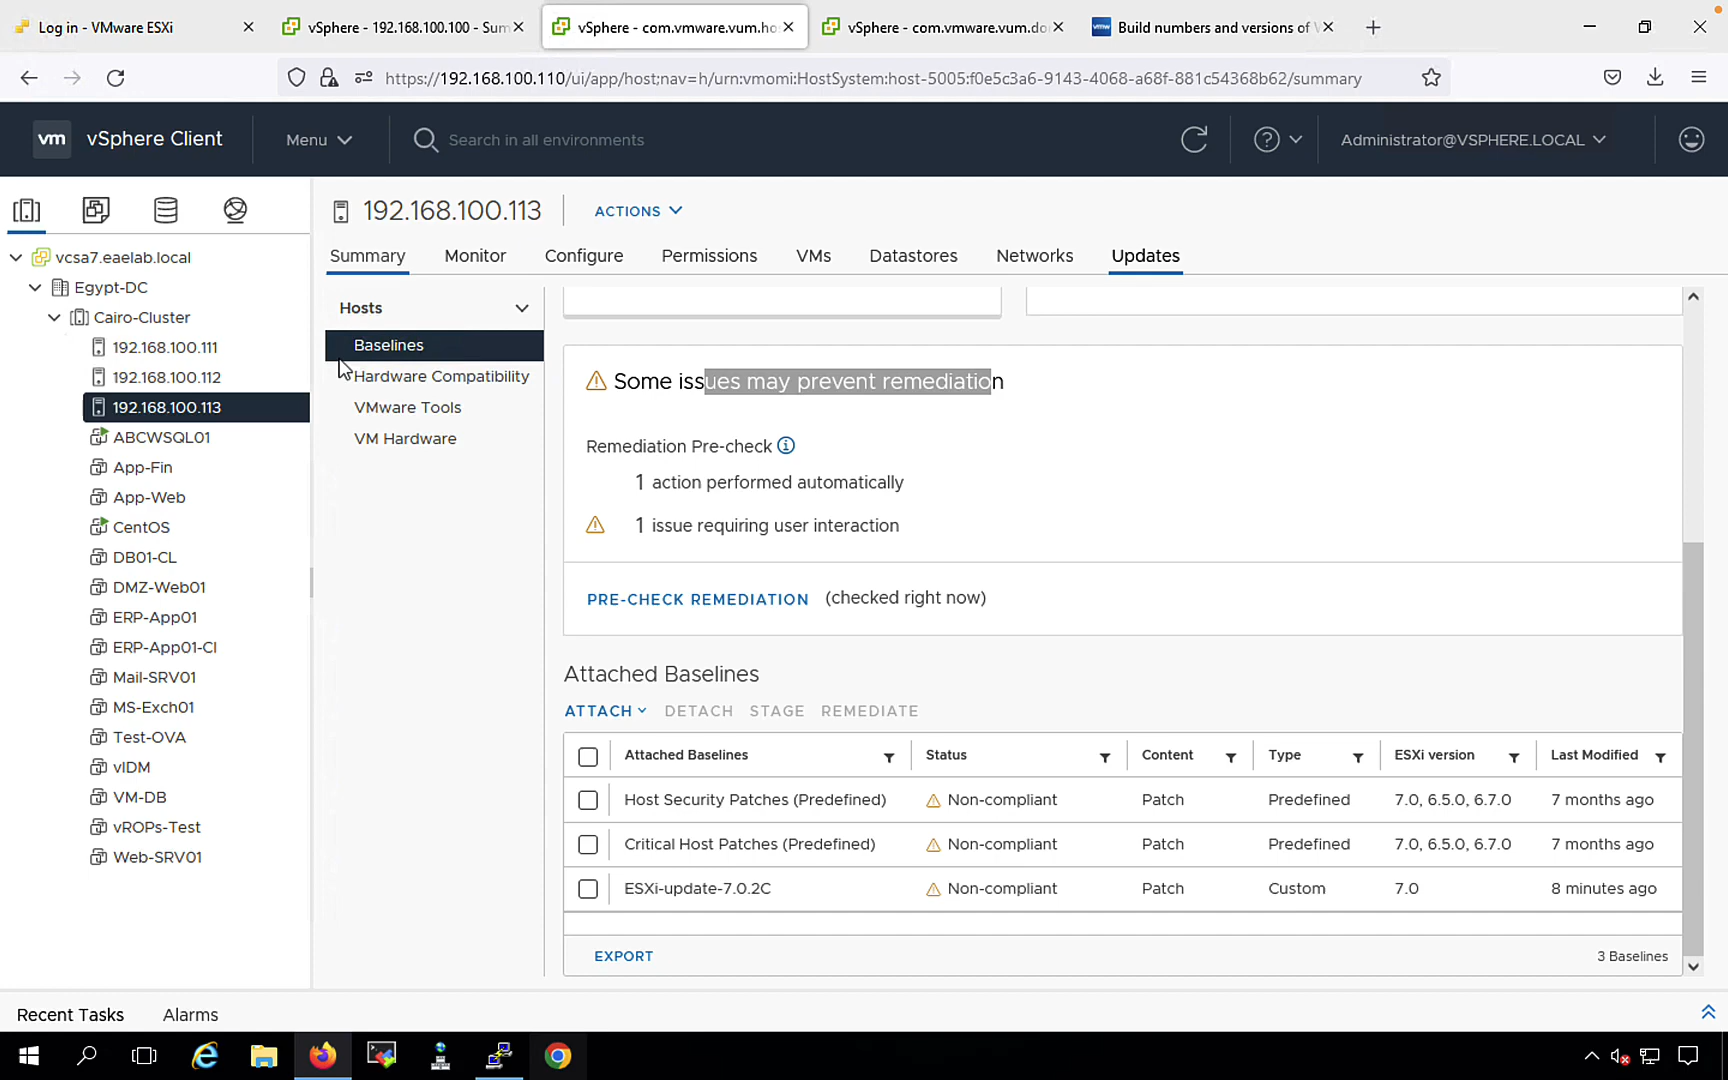 Log in - VMware ESXi
vSphere - 192.168.100.100 - Sum
vSphere - com.vmware.vum.ho
vSphere - com.vmware.vum.do
vmw
Build numbers and versions of V
https://192.168.100.110/ui/app/host;nav=h/urn:vmomi:HostSystem:host-5005:f0e5c3a6-9143-4068-a68f-881c54368b62/summary
vm
vSphere Client
Menu
Search in all environments
Administrator@VSPHERE.LOCAL
192.168.100.113
ACTIONS
Summary
Monitor
Configure
Permissions
VMs
Datastores
Networks
Updates
vcsa7.eaelab.local
Egypt-DC
Cairo-Cluster
192.168.100.111
192.168.100.112
192.168.100.113
ABCWSQL01
App-Fin
App-Web
CentOS
DB01-CL
DMZ-Web01
ERP-App01
ERP-App01-Cl
Mail-SRV01
MS-Exch01
Test-OVA
vIDM
VM-DB
vROPs-Test
Web-SRV01
Hosts
Baselines
Hardware Compatibility
VMware Tools
VM Hardware
Some issues may prevent remediation
Remediation Pre-check
1 action performed automatically
1 issue requiring user interaction
PRE-CHECK REMEDIATION (checked right now)
Attached Baselines
ATTACH DETACH STAGE REMEDIATE
Attached Baselines Status Content Type ESXi version Last Modified
Host Security Patches (Predefined) Non-compliant Patch Predefined 7.0, 6.5.0, 6.7.0 7 months ago
Critical Host Patches (Predefined) Non-compliant Patch Predefined 7.0, 6.5.0, 6.7.0 7 months ago
ESXi-update-7.0.2C Non-compliant Patch Custom 7.0 8 minutes ago
EXPORT
3 Baselines
Recent Tasks
Alarms